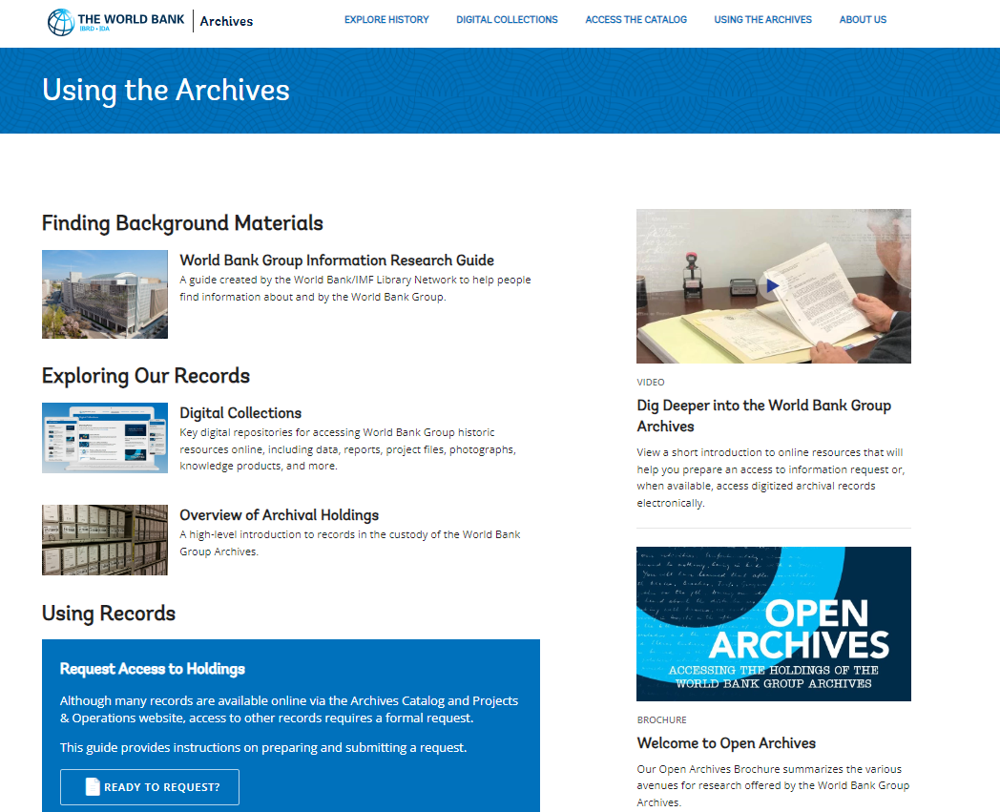 THE WORLD BANK
IBRD • IDA
Archives
EXPLORE HISTORY
DIGITAL COLLECTIONS
ACCESS THE CATALOG
USING THE ARCHIVES
ABOUT US
Using the Archives
Finding Background Materials
World Bank Group Information Research Guide
A guide created by the World Bank/IMF Library Network to help people
find information about and by the World Bank Group.
Exploring Our Records
Digital Collections
Key digital repositories for accessing World Bank Group historic
resources online, including data, reports, project files, photographs,
knowledge products, and more.
Overview of Archival Holdings
A high-level introduction to records in the custody of the World Bank
Group Archives.
Using Records
Request Access to Holdings
Although many records are available online via the Archives Catalog and Projects
& Operations website, access to other records requires a formal request.
This guide provides instructions on preparing and submitting a request.
READY TO REQUEST?
VIDEO
Dig Deeper into the World Bank Group
Archives
View a short introduction to online resources that will
help you prepare an access to information request or,
when available, access digitized archival records
electronically.
OPEN
ARCHIVES
ACCESSING THE HOLDINGS OF THE
WORLD BANK GROUP ARCHIVES
BROCHURE
Welcome to Open Archives
Our Open Archives Brochure summarizes the various
avenues for research offered by the World Bank Group
Archives.